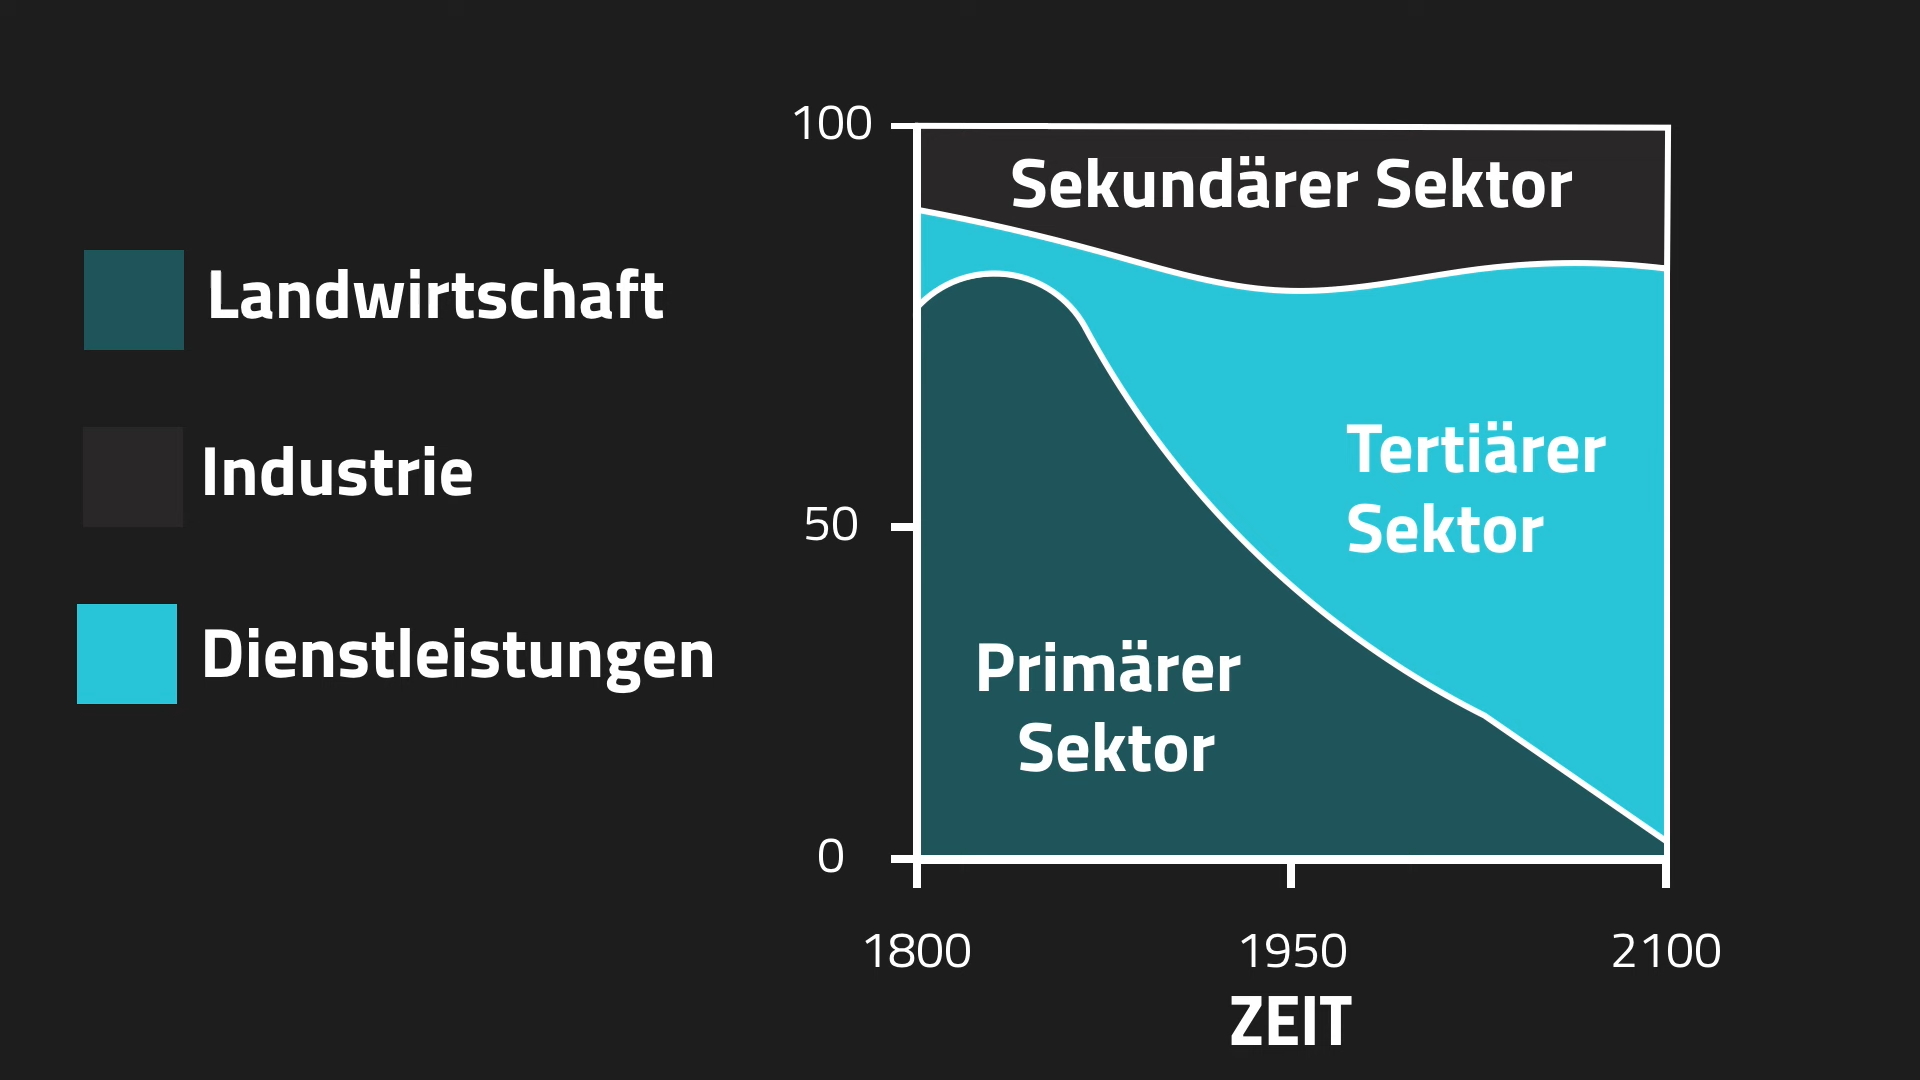 Landwirtschaft
Industrie
Dienstleistungen
100
50
0
Sekundärer Sektor
Tertiärer
Sektor
Primärer
Sektor
1800
1950
2100
ZEIT